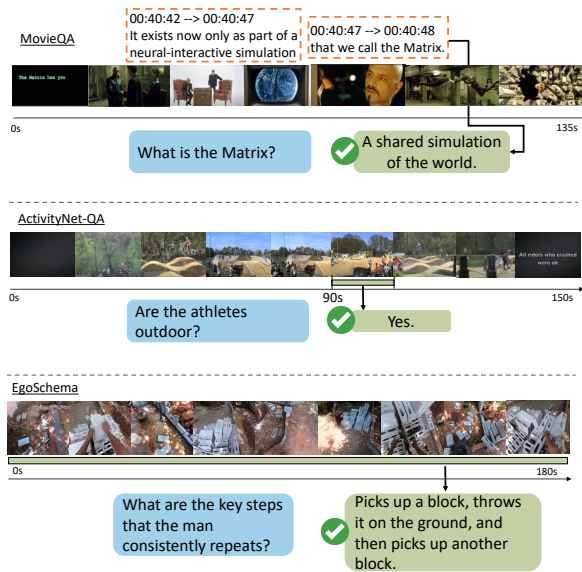 MovieQA
00:40:42 --> 00:40:47
It exists now only as part of a
neural-interactive simulation
00:40:47 --> 00:40:48
that we call the Matrix.
The Matrix has you
0s
135s
What is the Matrix?
A shared simulation
of the world.
ActivityNet-QA
All riders who crashed
were ok
0s
90s
150s
Are the athletes
outdoor?
Yes.
EgoSchema
0s
180s
What are the key steps
that the man
consistently repeats?
Picks up a block, throws
it on the ground, and
then picks up another
block.